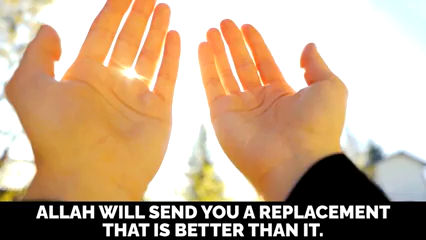 ALLAH WILL SEND YOU A REPLACEMENT
THAT IS BETTER THAN IT.